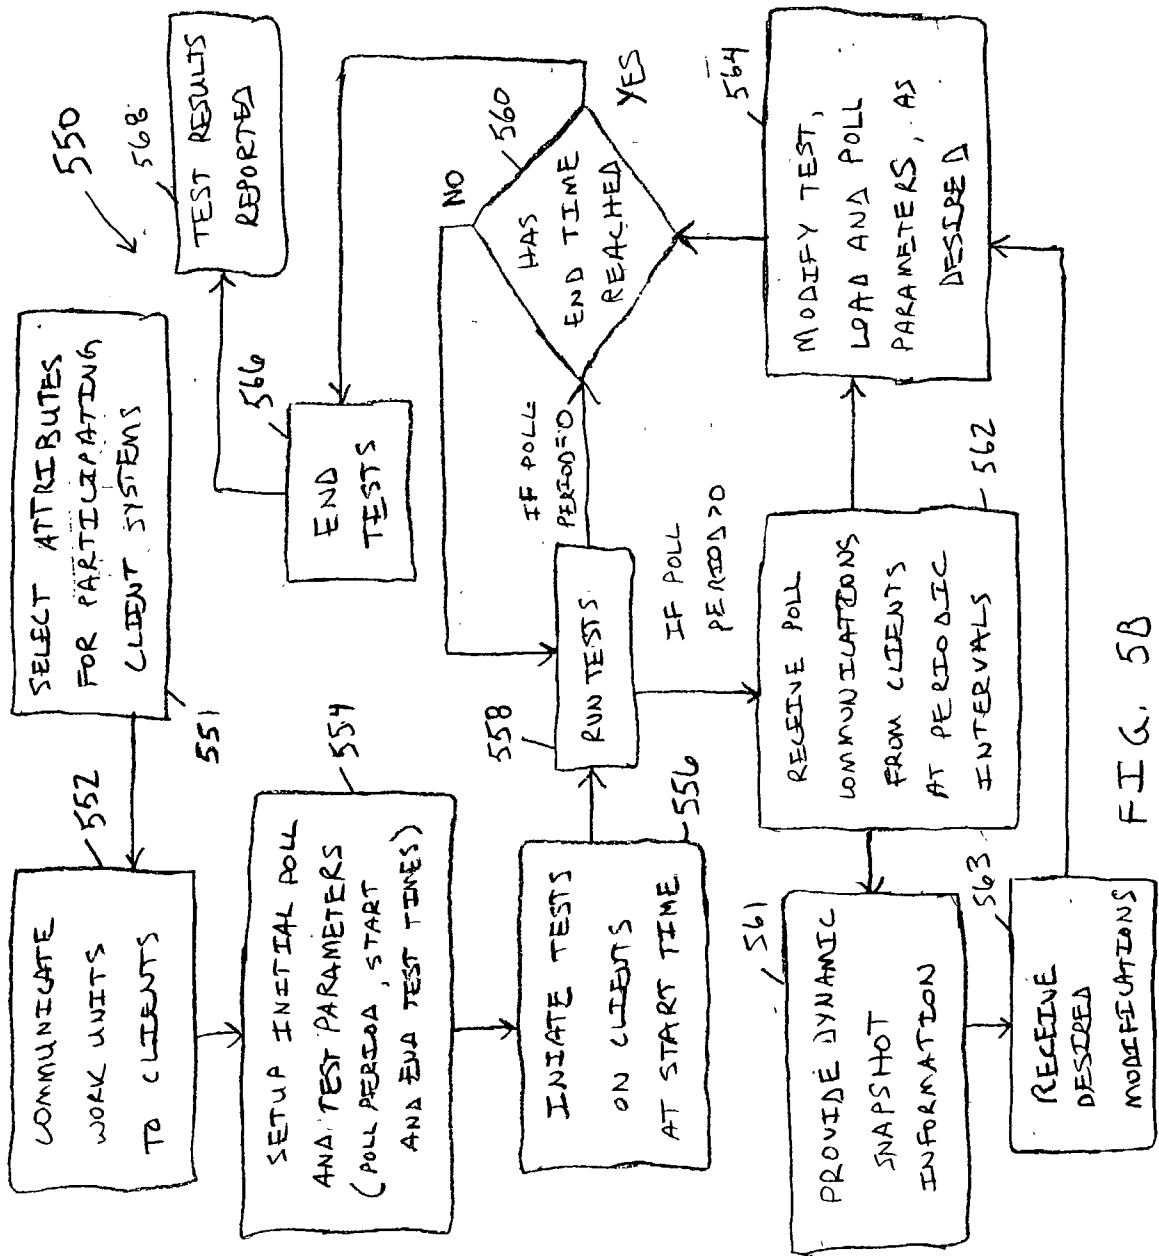 550
SELECT ATTRIBUTES
FOR PARTICIPATING
CLIENT SYSTEMS
551
COMMUNICATE
WORK UNITS
TO CLIENTS
552
SETUP INITIAL POLL
AND TEST PARAMETERS
(POLL PERIOD, START
AND END TEST TIMES)
554
INIATE TESTS
ON CLIENTS
AT START TIME
556
558
RUN TESTS
IF POLL
PERIOD=0
IF POLL
PERIOD>0
HAS
END TIME
REACHED
560
NO
YES
END
TESTS
566
TEST RESULTS
REPORTED
568
RECEIVE POLL
COMMUNICATIONS
FROM CLIENTS
AT PERIODIC
INTERVALS
562
PROVIDE DYNAMIC
SNAPSHOT
INFORMATION
561
RECEIVE
DESIRED
MODIFICATIONS
563
MODIFY TEST,
LOAD AND POLL
PARAMETERS, AS
DESIRED
564
FIG. 5B